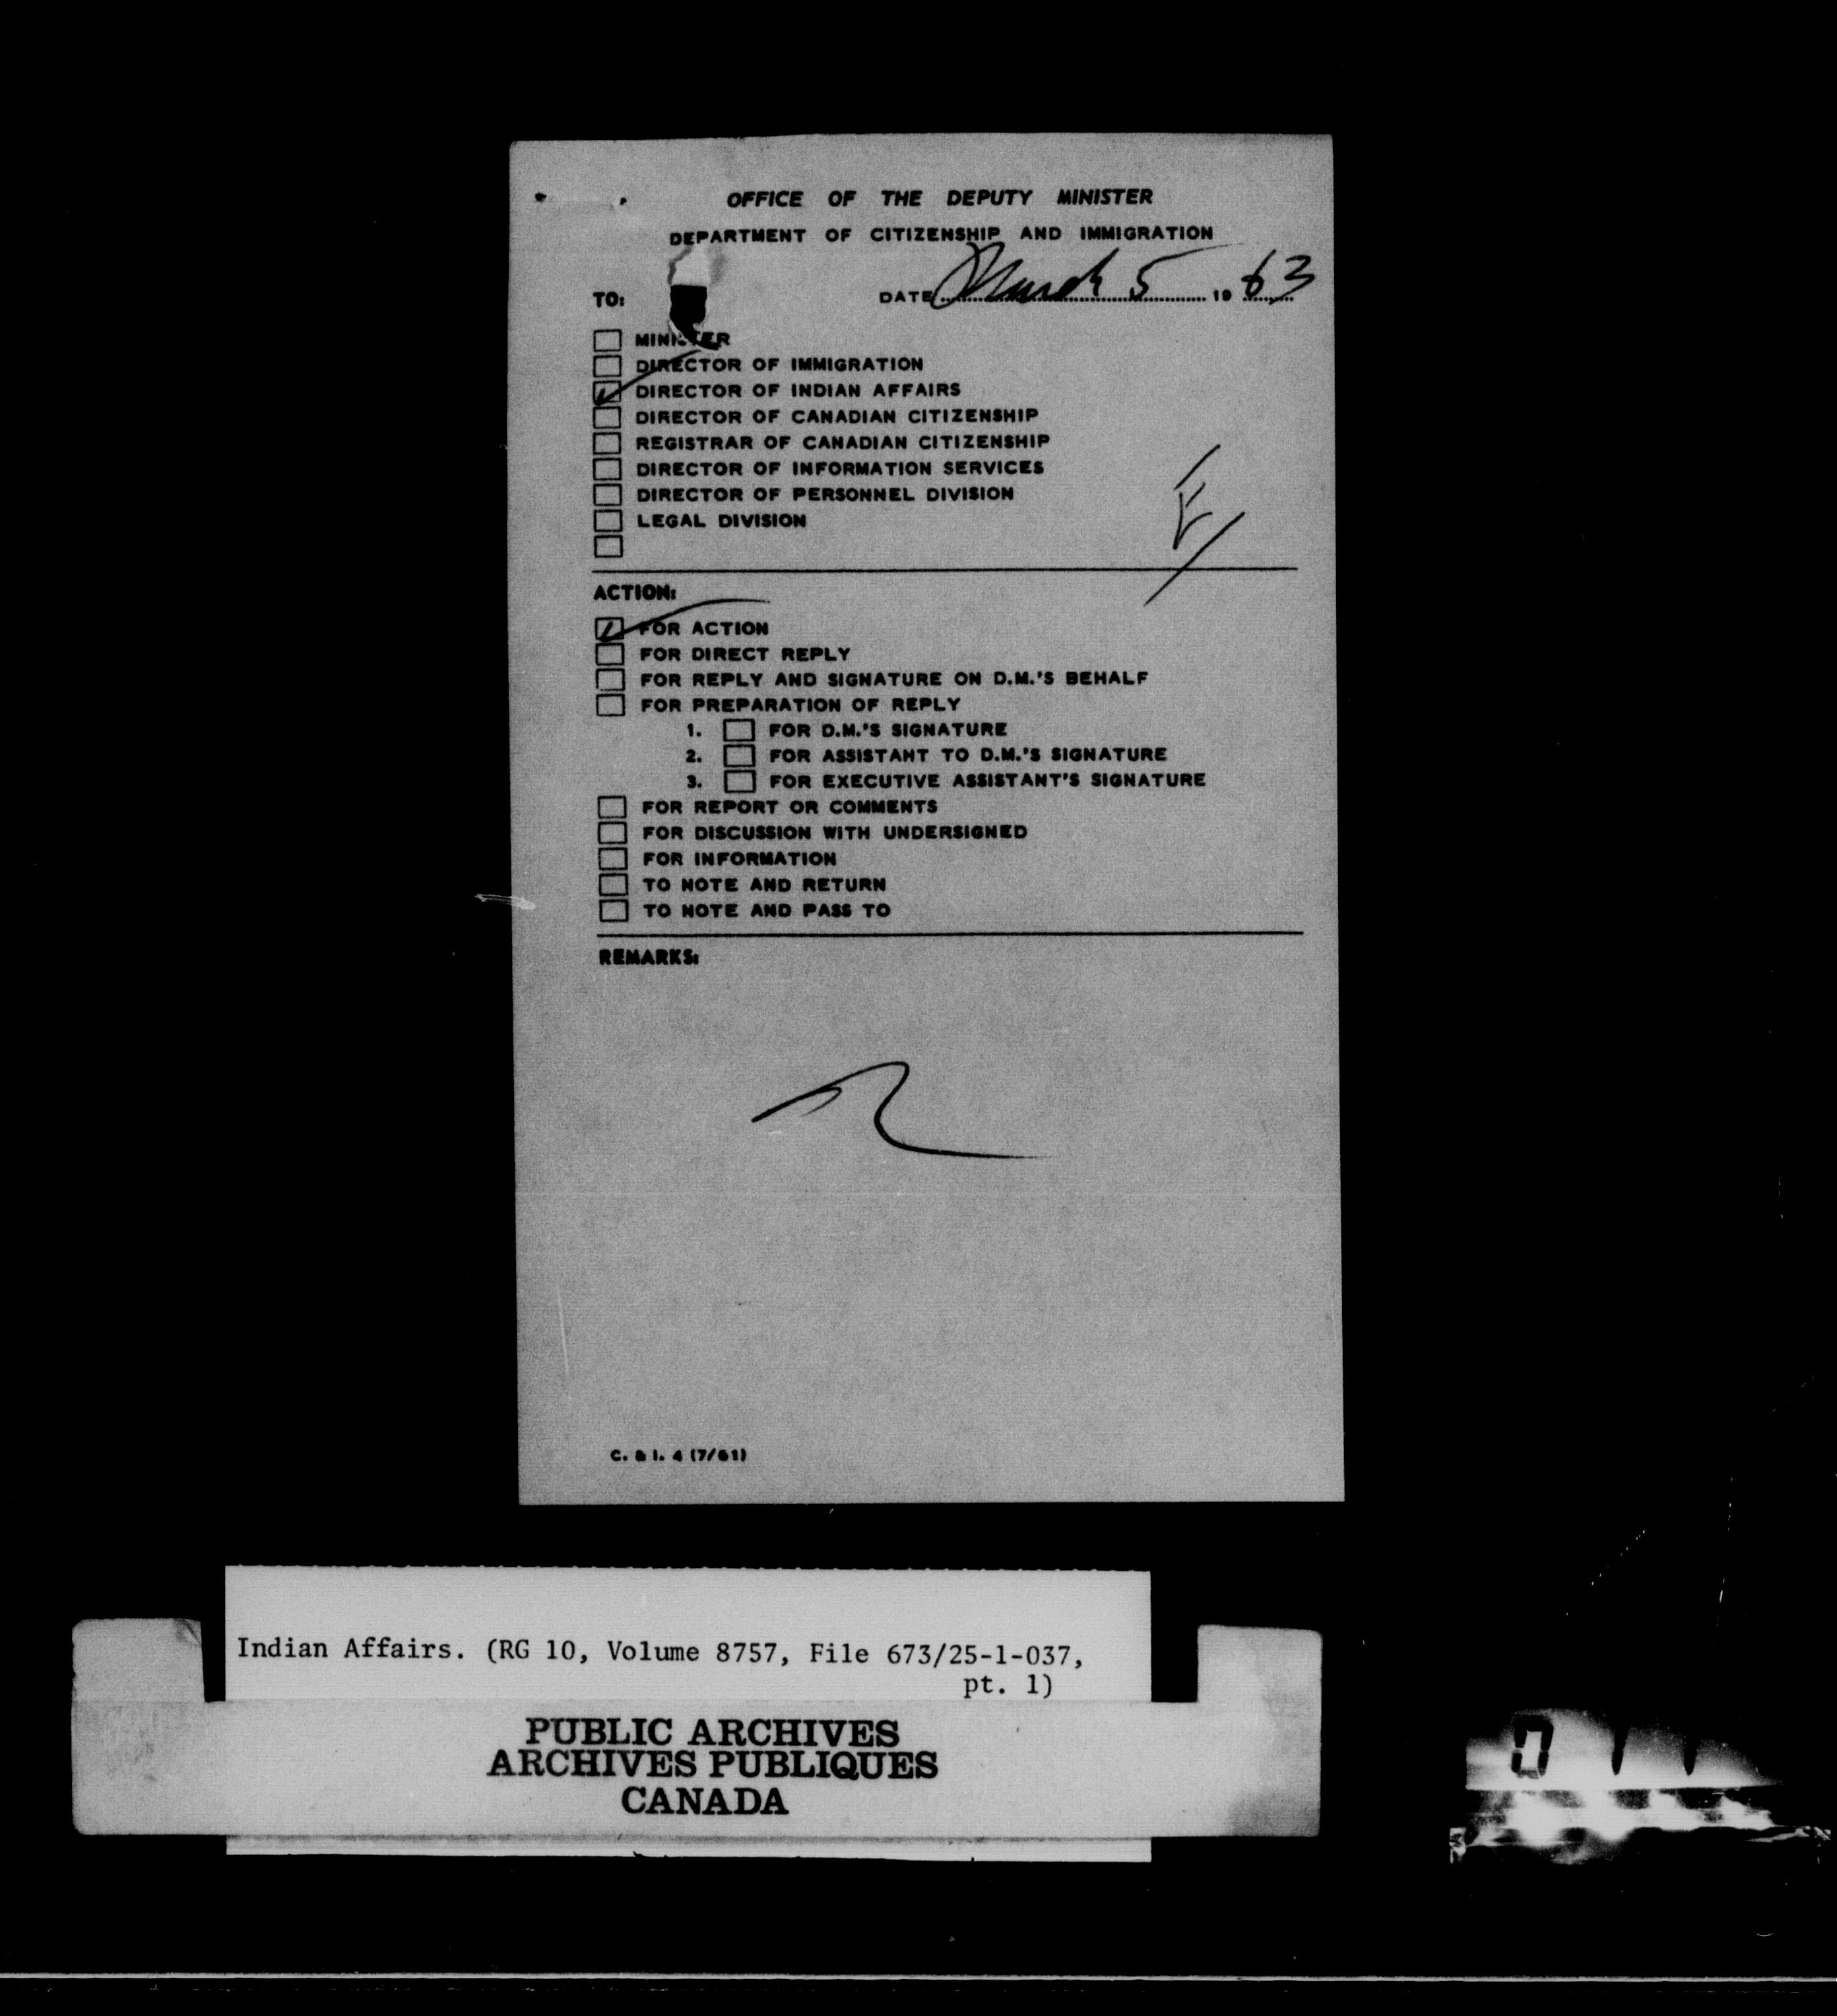 OFFICE OF THE DEPUTY MINISTER
DEPARTMENT OF CITIZENSHIP AND IMMIGRATION
TO: DATE March 5 19 63
MINISTER
DIRECTOR OF IMMIGRATION
DIRECTOR OF INDIAN AFFAIRS
DIRECTOR OF CANADIAN CITIZENSHIP
REGISTRAR OF CANADIAN CITIZENSHIP
DIRECTOR OF INFORMATION SERVICES
DIRECTOR OF PERSONNEL DIVISION
LEGAL DIVISION
ACTION:
FOR ACTION
FOR DIRECT REPLY
FOR REPLY AND SIGNATURE ON D.M.'S BEHALF
FOR PREPARATION OF REPLY
1. FOR D.M.'S SIGNATURE
2. FOR ASSISTANT TO D.M.'S SIGNATURE
3. FOR EXECUTIVE ASSISTANT'S SIGNATURE
FOR REPORT OR COMMENTS
FOR DISCUSSION WITH UNDERSIGNED
FOR INFORMATION
TO NOTE AND RETURN
TO NOTE AND PASS TO
REMARKS:
C. & I. 4 (7/61)
Indian Affairs. (RG 10, Volume 8757, File 673/25-1-037,
pt. 1)
PUBLIC ARCHIVES
ARCHIVES PUBLIQUES
CANADA